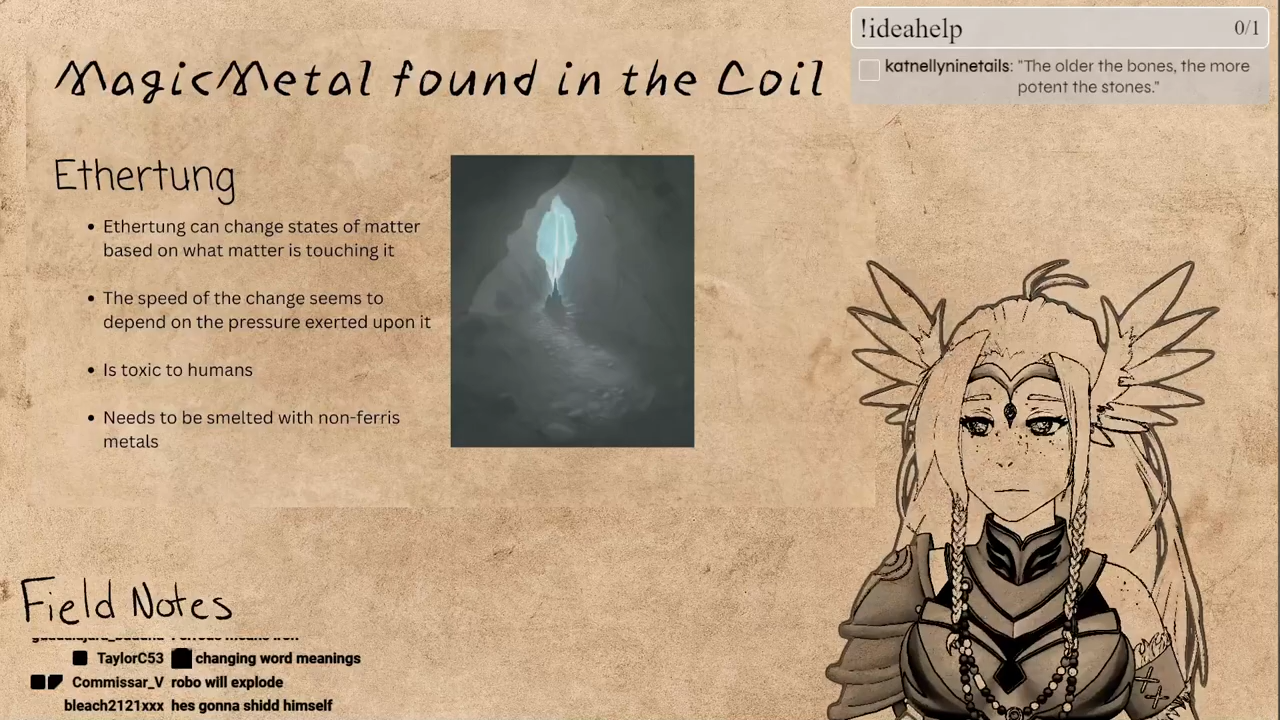 !ideahelp 0/1
katnellyninetails: "The older the bones, the more
potent the stones."
MagicMetal found in the Coil
Ethertung
• Ethertung can change states of matter
based on what matter is touching it
• The speed of the change seems to
depend on the pressure exerted upon it
• Is toxic to humans
• Needs to be smelted with non-ferris
metals
Field Notes
TaylorC53 changing word meanings
Commissar_V robo will explode
bleach2121xxx hes gonna shidd himself